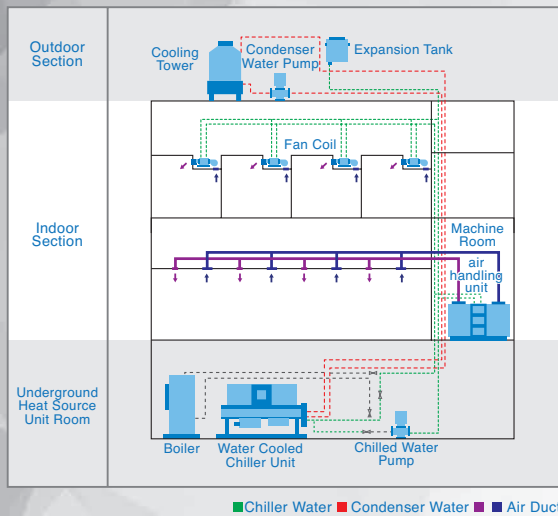 Outdoor
Section
Cooling
Tower
Condenser
Water Pump
Expansion Tank
Fan Coil
Indoor
Section
Machine
Room
air
handling
unit
Underground
Heat Source
Unit Room
Boiler
Water Cooled
Chiller Unit
Chilled Water
Pump
Chiller Water Condenser Water Air Duct